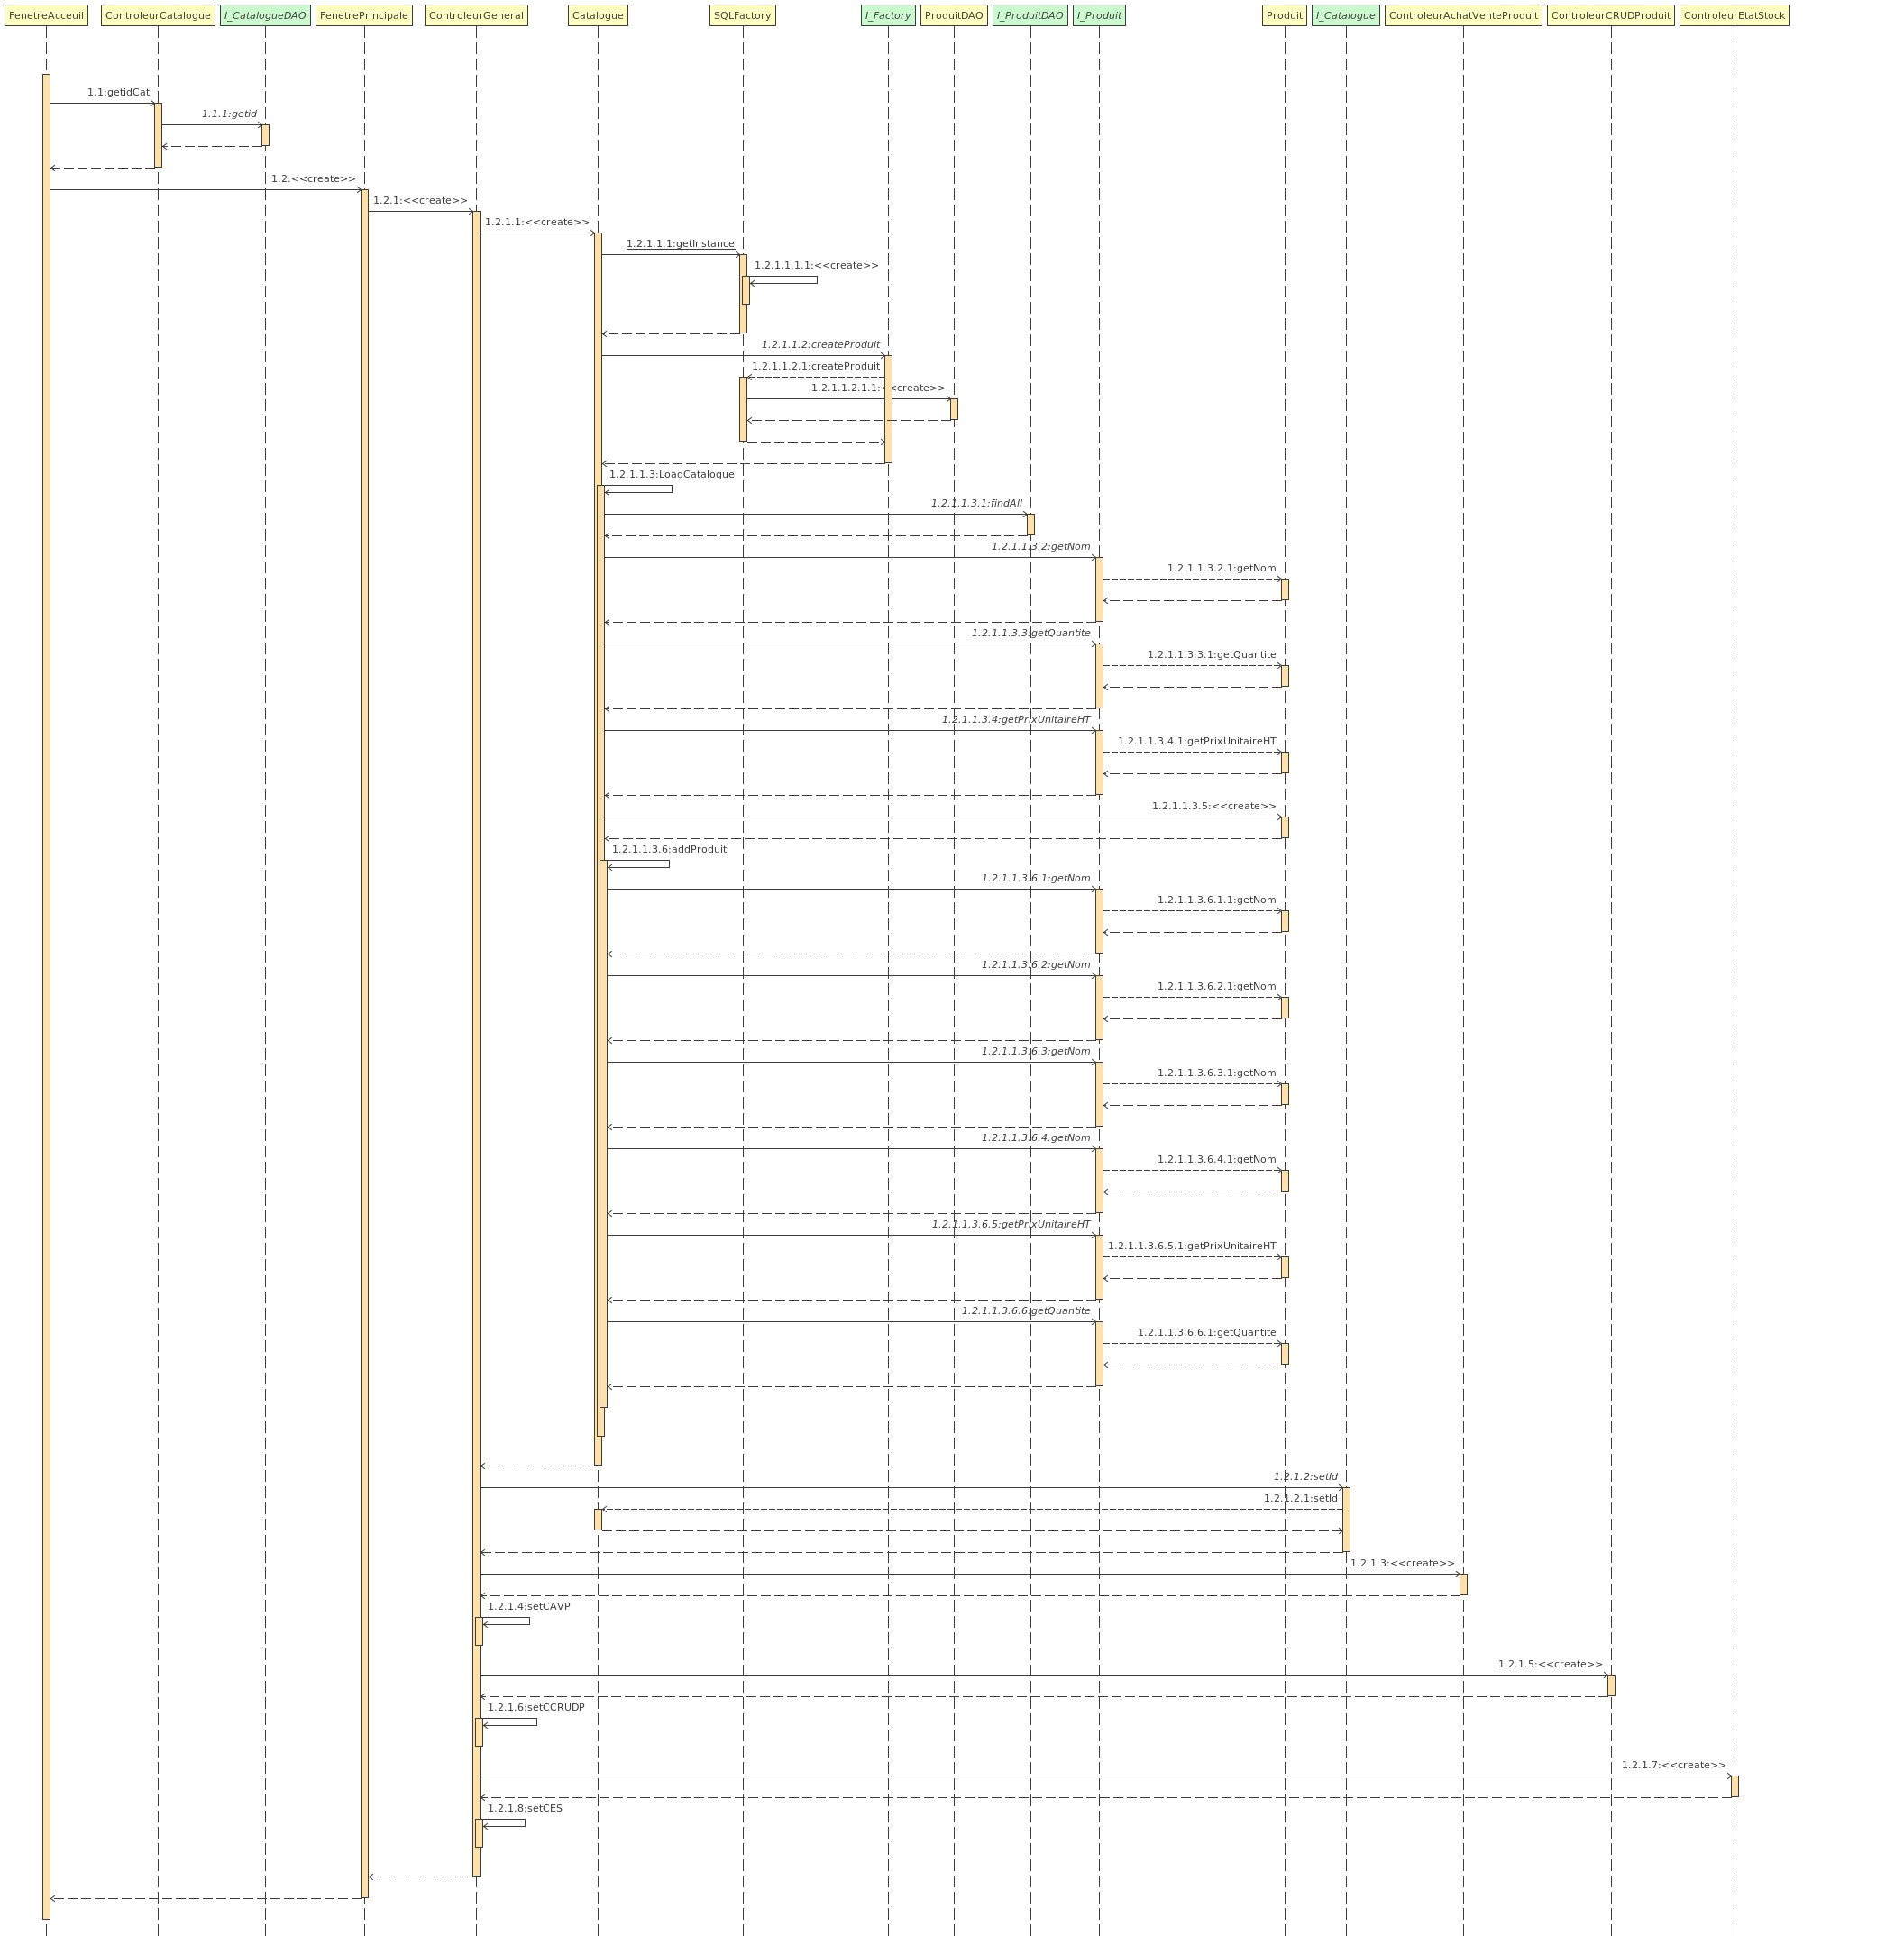 FenetreAcceuil ControleurCatalogue I_CatalogueDAO FenetrePrincipale ControleurGeneral Catalogue SQLFactory I_Factory ProduitDAO I_ProduitDAO I_Produit Produit I_Catalogue ControleurAchatVenteProduit ControleurCRUDProduit ControleurEtatStock
1.1:getidCat
1.1.1:getid
1.2:<<create>>
1.2.1:<<create>>
1.2.1.1:<<create>>
1.2.1.1.1:getInstance
1.2.1.1.1.1:<<create>>
1.2.1.1.2:createProduit
1.2.1.1.2.1:createProduit
1.2.1.1.2.1.1:<<create>>
1.2.1.1.3:LoadCatalogue
1.2.1.1.3.1:findAll
1.2.1.1.3.2:getNom
1.2.1.1.3.2.1:getNom
1.2.1.1.3.3:getQuantite
1.2.1.1.3.3.1:getQuantite
1.2.1.1.3.4:getPrixUnitaireHT
1.2.1.1.3.4.1:getPrixUnitaireHT
1.2.1.1.3.5:<<create>>
1.2.1.1.3.6:addProduit
1.2.1.1.3.6.1:getNom
1.2.1.1.3.6.1.1:getNom
1.2.1.1.3.6.2:getNom
1.2.1.1.3.6.2.1:getNom
1.2.1.1.3.6.3:getNom
1.2.1.1.3.6.3.1:getNom
1.2.1.1.3.6.4:getNom
1.2.1.1.3.6.4.1:getNom
1.2.1.1.3.6.5:getPrixUnitaireHT
1.2.1.1.3.6.5.1:getPrixUnitaireHT
1.2.1.1.3.6.6:getQuantite
1.2.1.1.3.6.6.1:getQuantite
1.2.1.2:setId
1.2.1.2.1:setId
1.2.1.3:<<create>>
1.2.1.4:setCAVP
1.2.1.5:<<create>>
1.2.1.6:setCCRUDP
1.2.1.7:<<create>>
1.2.1.8:setCES